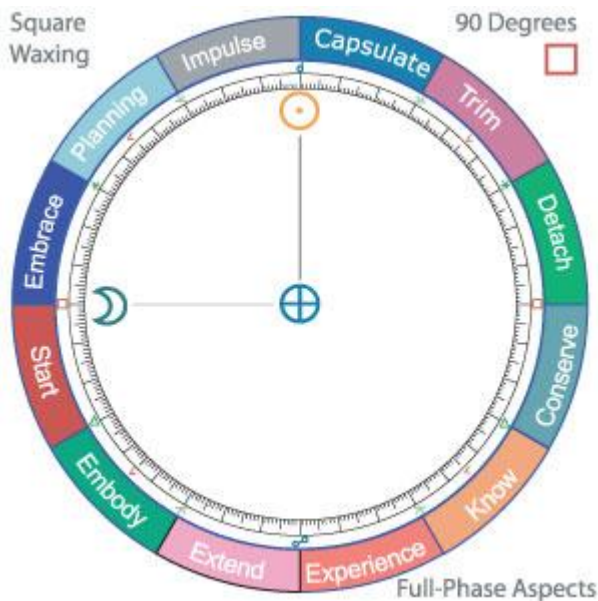 Square
Waxing
90 Degrees
Impulse
Capsulate
Trim
Detach
Conserve
Know
Experience
Extend
Embody
Start
Embrace
Planning
Full-Phase Aspects